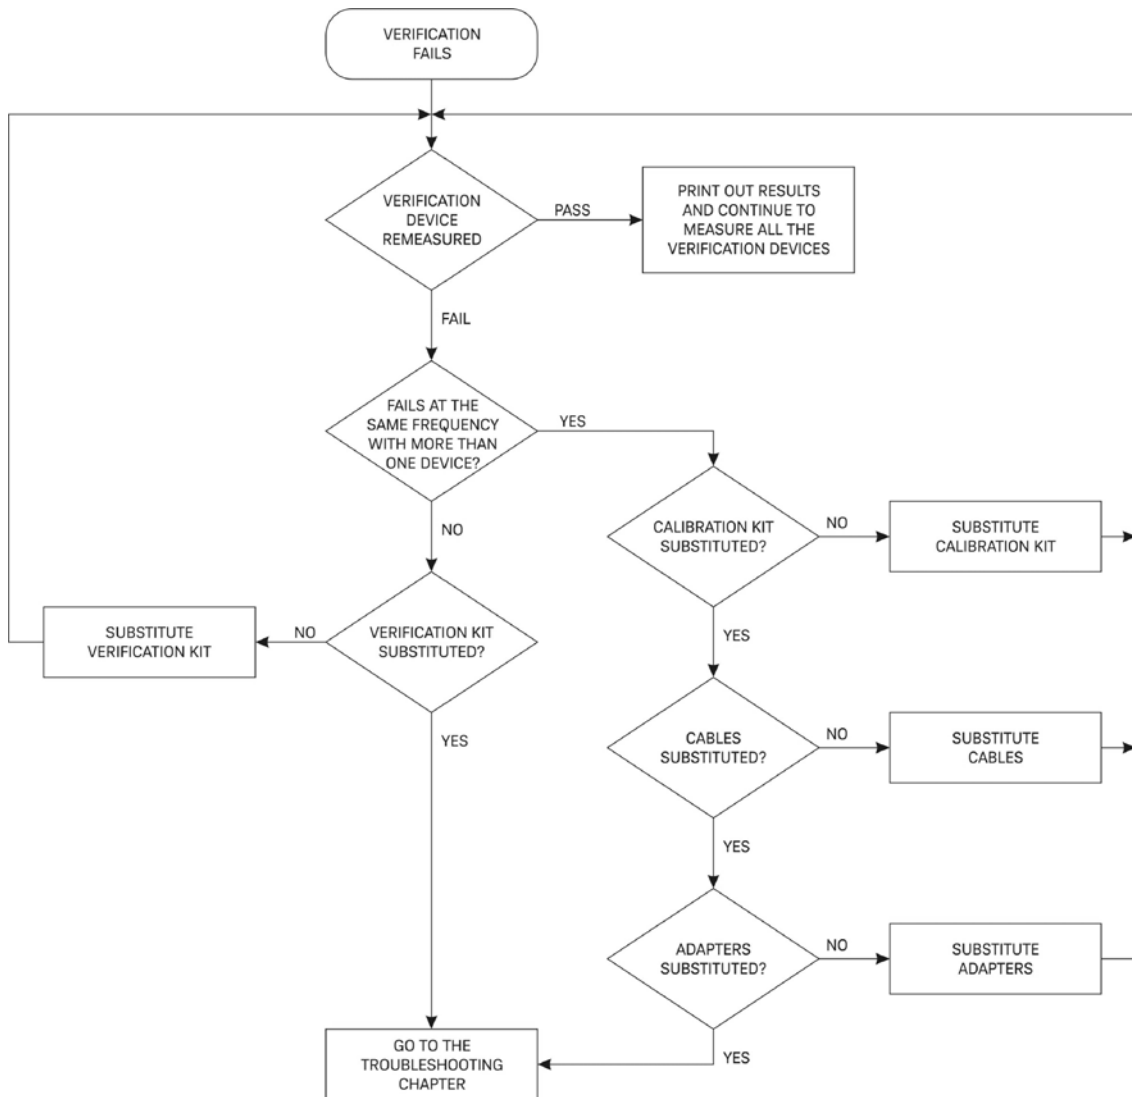 VERIFICATION
FAILS
VERIFICATION
DEVICE
REMEASURED
PASS
PRINT OUT RESULTS
AND CONTINUE TO
MEASURE ALL THE
VERIFICATION DEVICES
FAIL
FAILS AT THE
SAME FREQUENCY
WITH MORE THAN
ONE DEVICE?
YES
NO
CALIBRATION KIT
SUBSTITUTED?
NO
SUBSTITUTE
CALIBRATION KIT
SUBSTITUTE
VERIFICATION KIT
NO
VERIFICATION KIT
SUBSTITUTED?
YES
YES
CABLES
SUBSTITUTED?
NO
SUBSTITUTE
CABLES
YES
ADAPTERS
SUBSTITUTED?
NO
SUBSTITUTE
ADAPTERS
YES
GO TO THE
TROUBLESHOOTING
CHAPTER